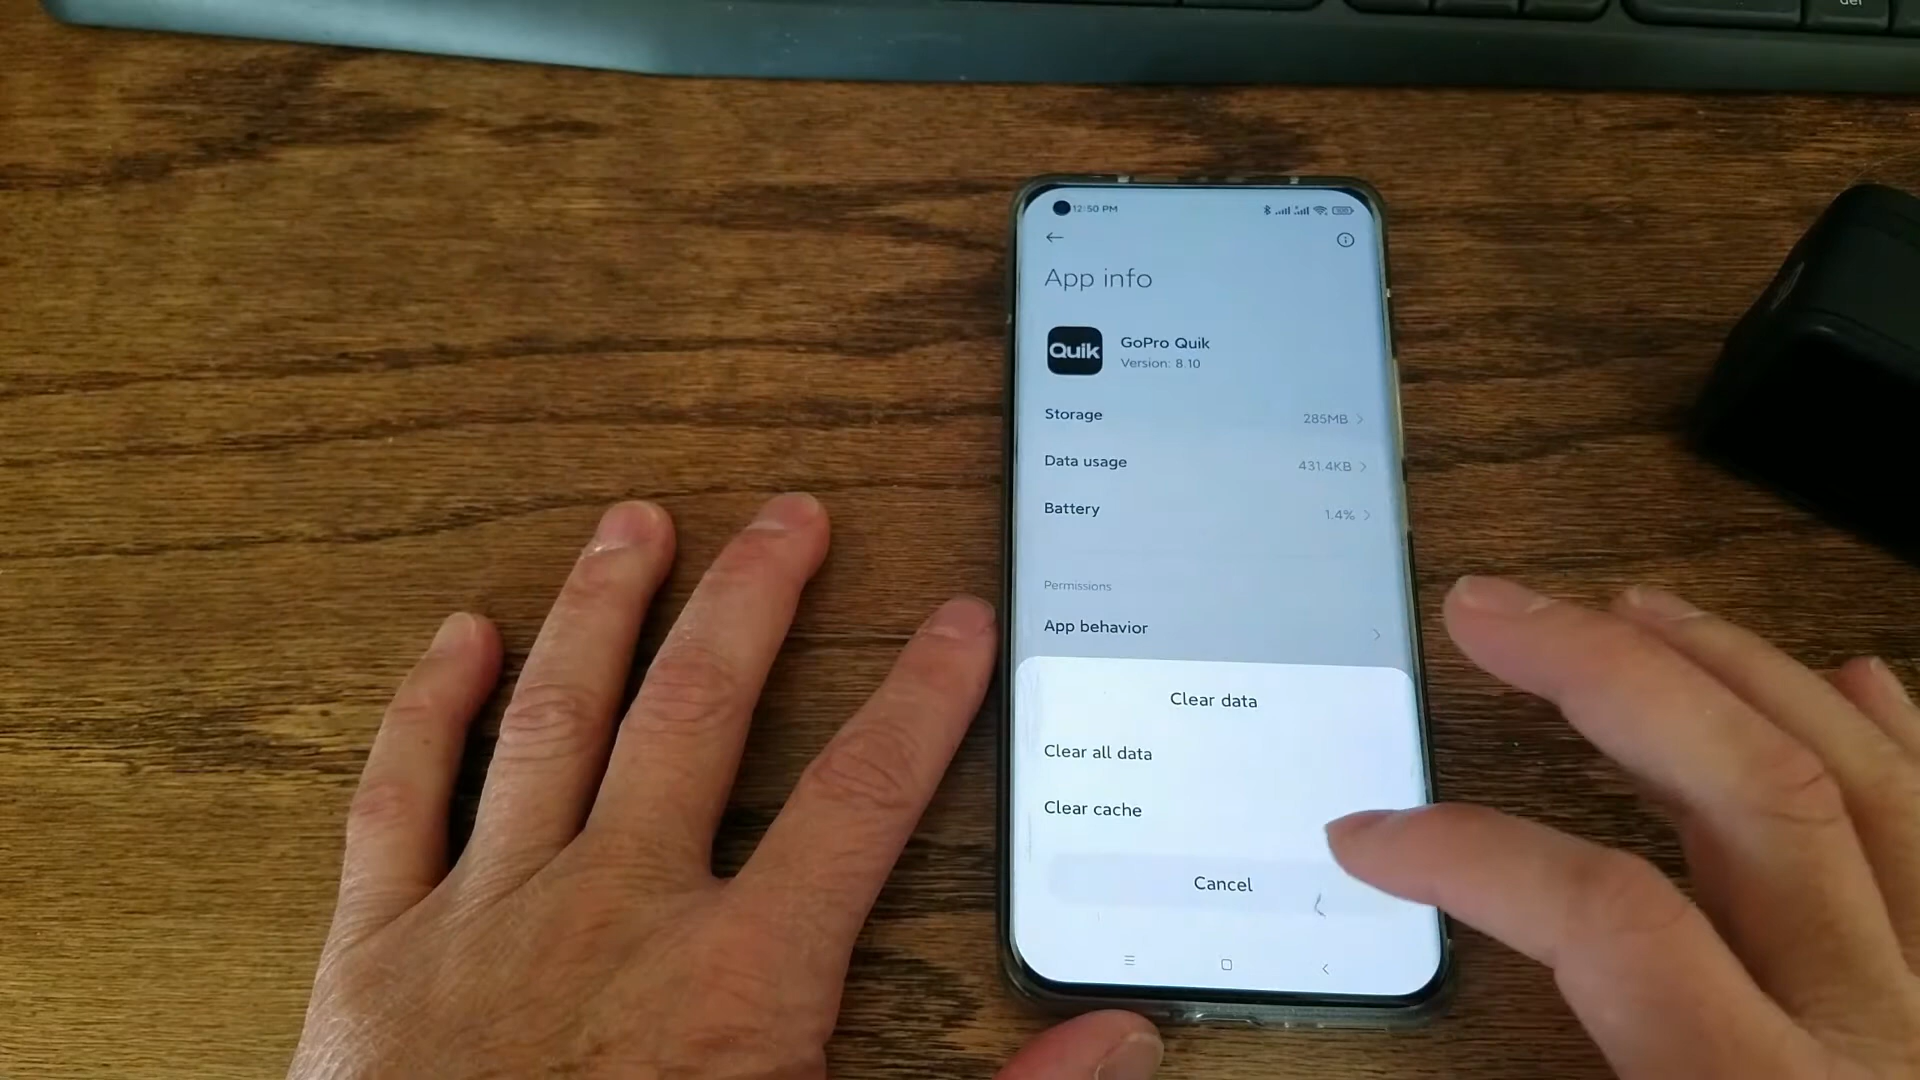 del
12:50 PM
App info
Quik
GoPro Quik
Version: 8.10
Storage 285MB
Data usage 431.4KB
Battery 1.4%
Permissions
App behavior
Clear data
Clear all data
Clear cache
Cancel